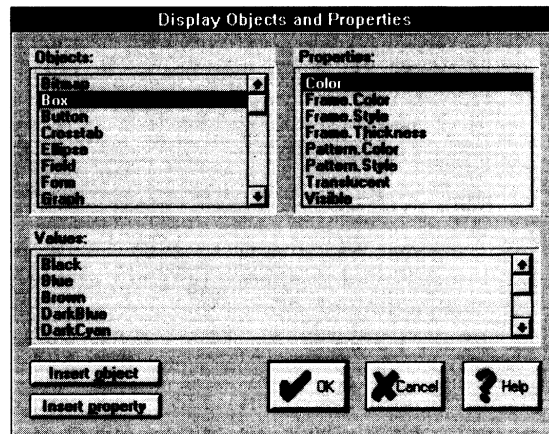 Display Objects and Properties
Objects:
Bitmap
Box
Button
Crosstab
Ellipse
Field
Form
Graph
Properties:
Color
Frame.Color
Frame.Style
Frame.Thickness
Pattern.Color
Pattern.Style
Translucent
Visible
Values:
Black
Blue
Brown
DarkBlue
DarkCyan
Insert object
Insert property
OK
Cancel
? Help